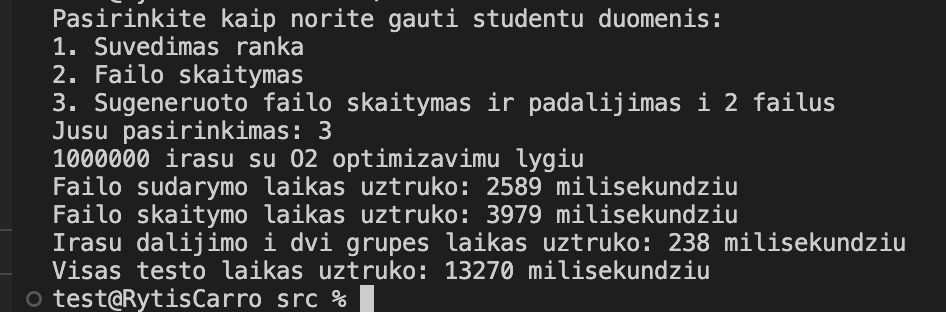 Pasirinkite kaip norite gauti studentu duomenis:
1. Suvedimas ranka
2. Failo skaitymas
3. Sugeneruoto failo skaitymas ir padalijimas i 2 failus
Jusu pasirinkimas: 3
1000000 irasu su O2 optimizavimu lygiu
Failo sudarymo laikas uztruko: 2589 milisekundziu
Failo skaitymo laikas uztruko: 3979 milisekundziu
Irasu dalijimo i dvi grupes laikas uztruko: 238 milisekundziu
Visas testo laikas uztruko: 13270 milisekundziu
test@RytisCarro src %